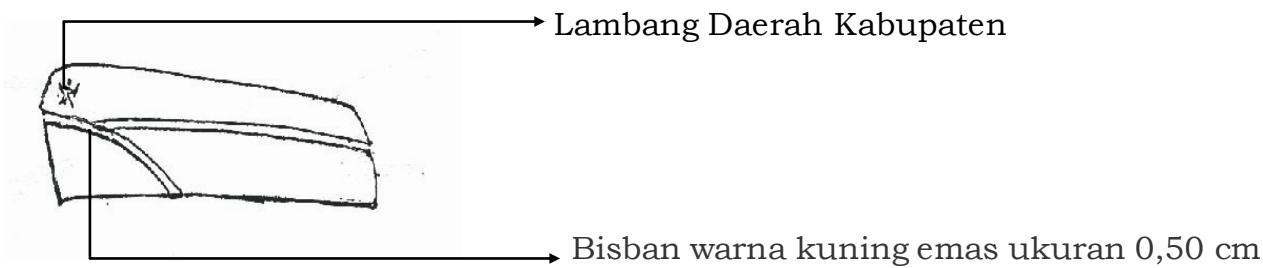 Lambang Daerah Kabupaten
Bisban warna kuning emas ukuran 0,50 cm